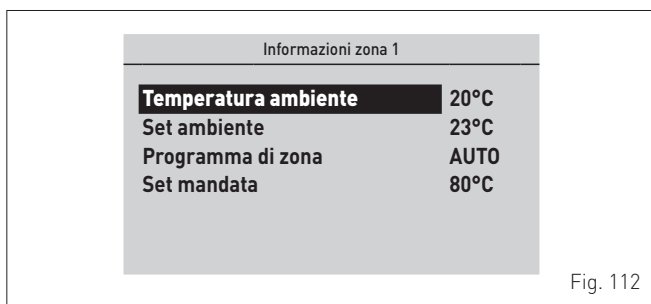 Informazioni zona 1
Temperatura ambiente 20°C
Set ambiente 23°C
Programma di zona AUTO
Set mandata 80°C
Fig. 112